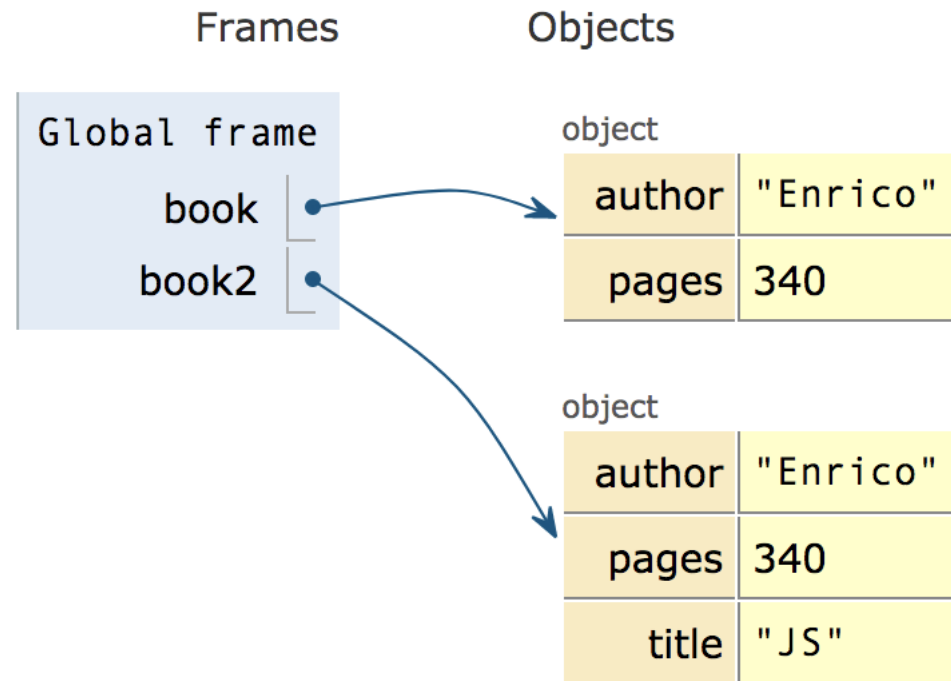 Frames Objects
Global frame
book
book2
object
author "Enrico"
pages 340
object
author "Enrico"
pages 340
title "JS"